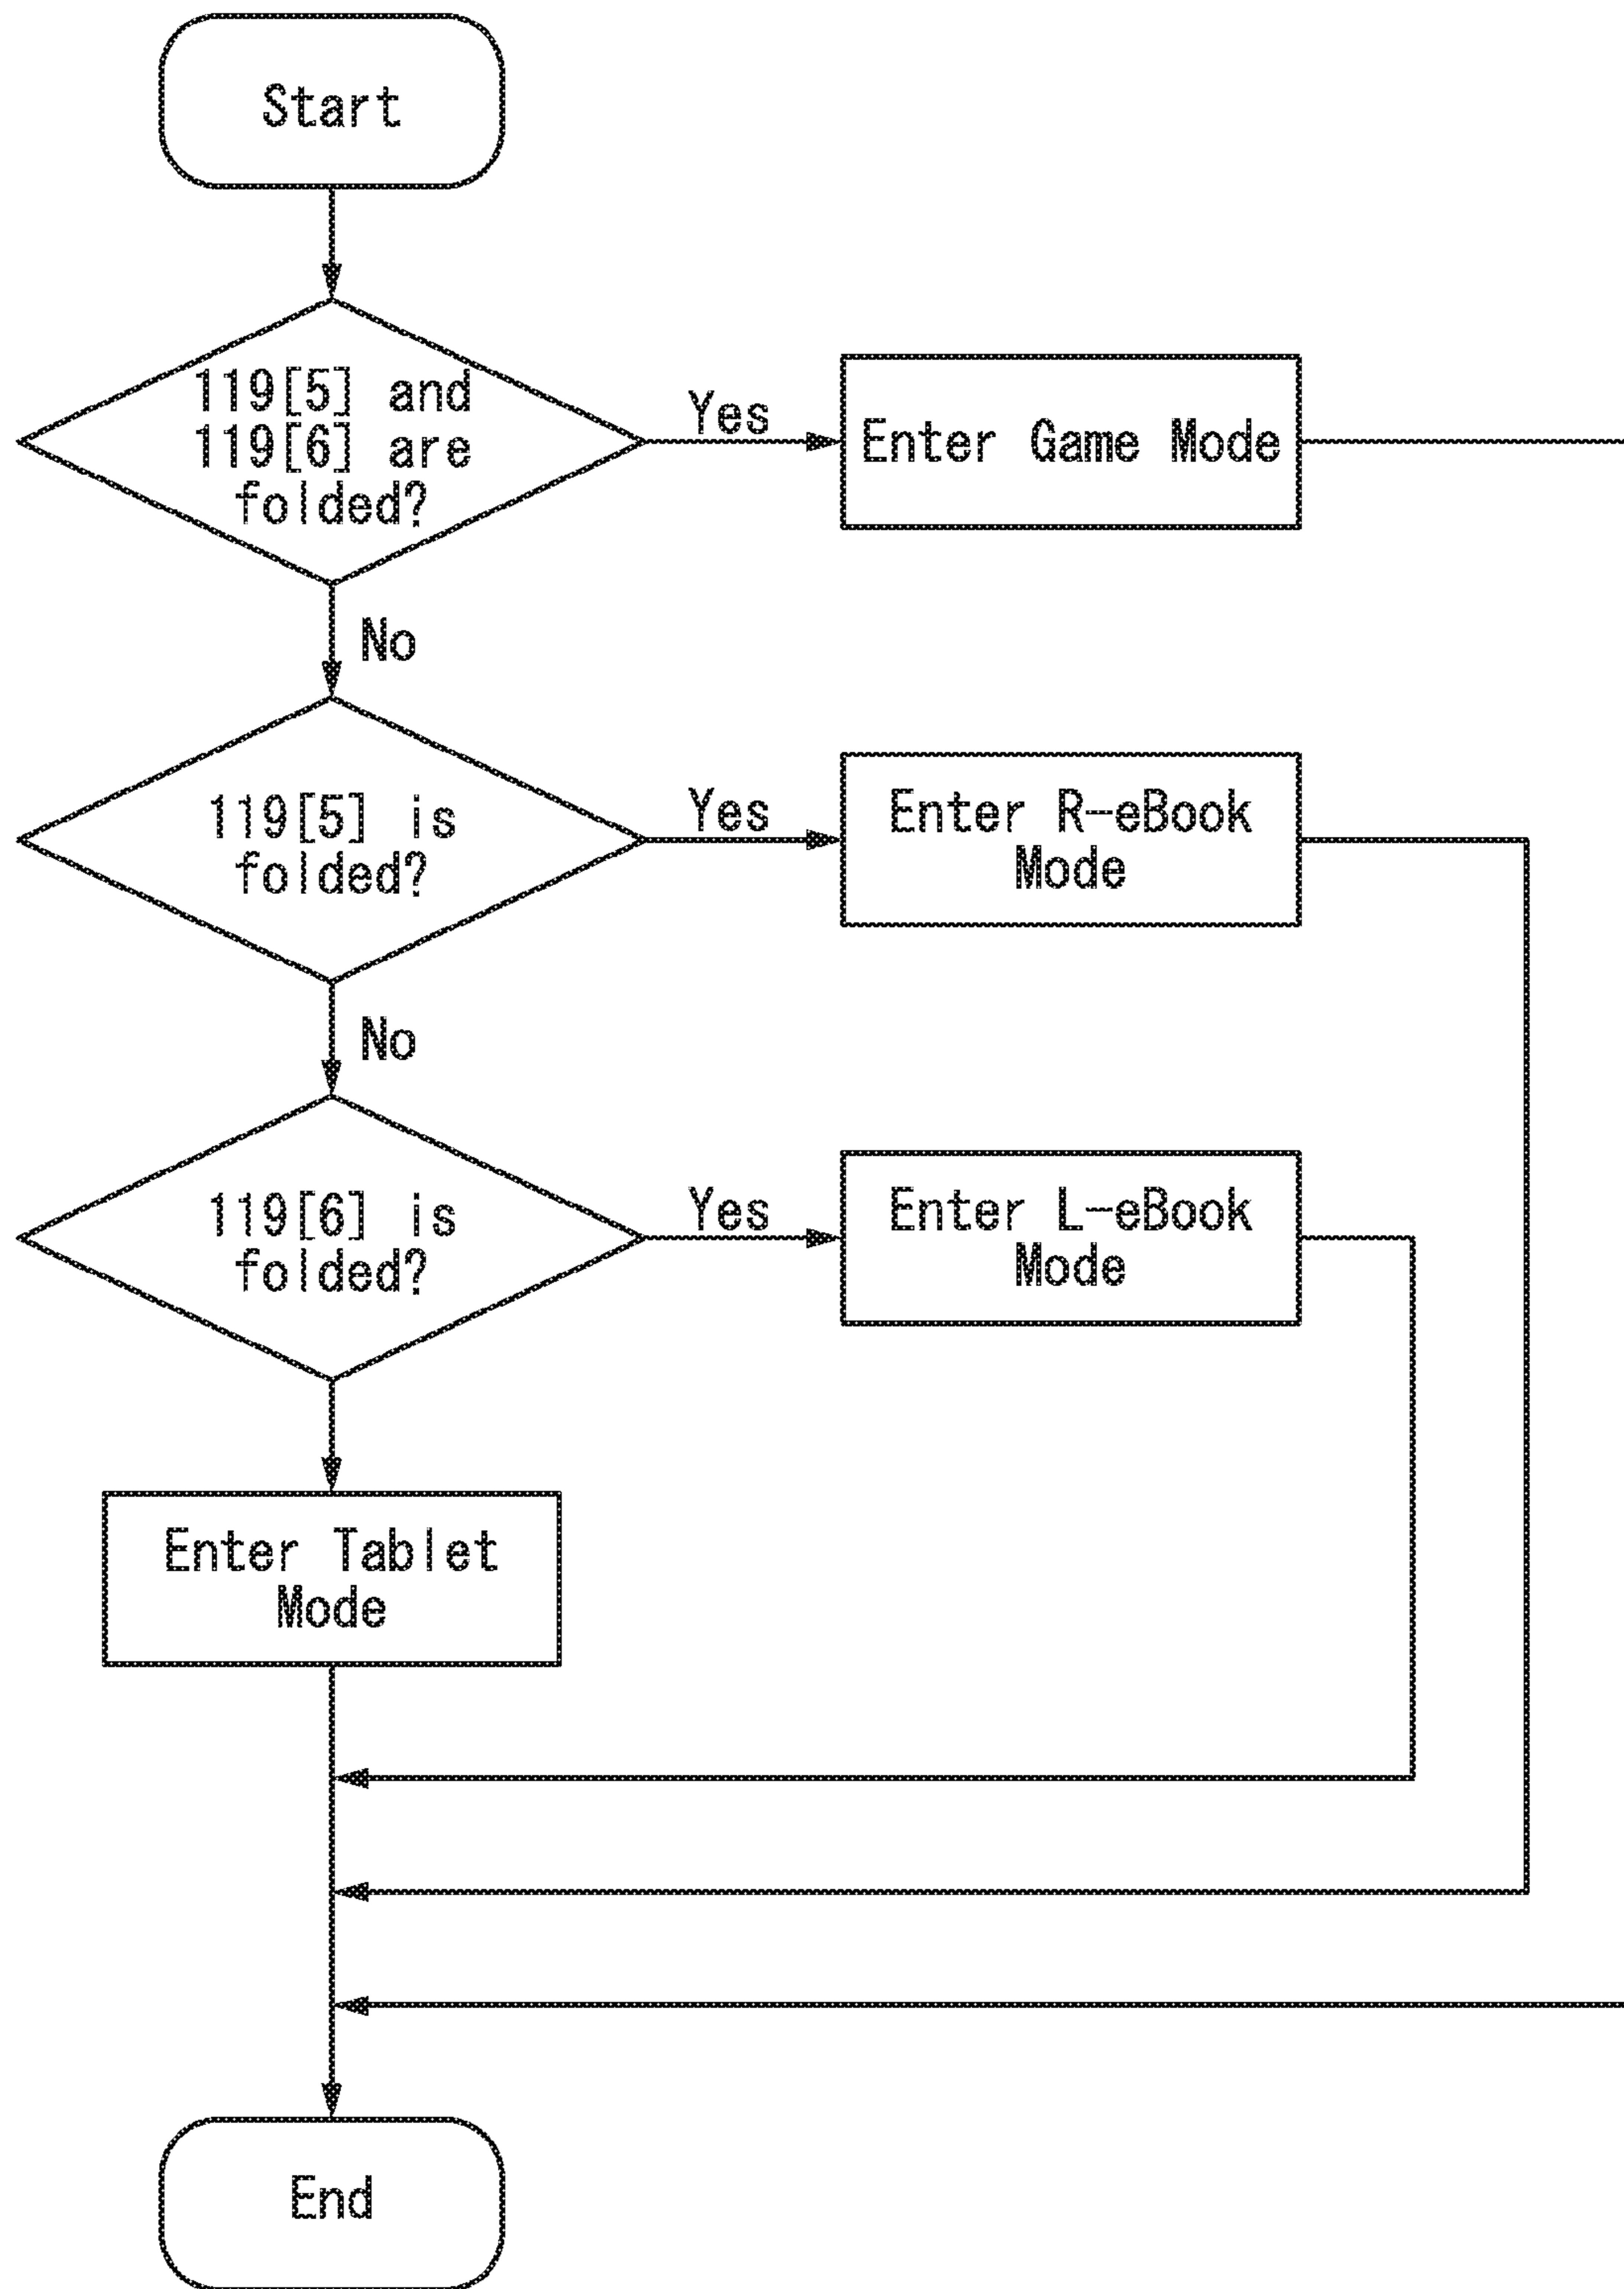 Start
119[5] and
119[6] are
folded?
Yes
Enter Game Mode
No
119[5] is
folded?
Yes
Enter R-eBook
Mode
No
119[6] is
folded?
Yes
Enter L-eBook
Mode
Enter Tablet
Mode
End